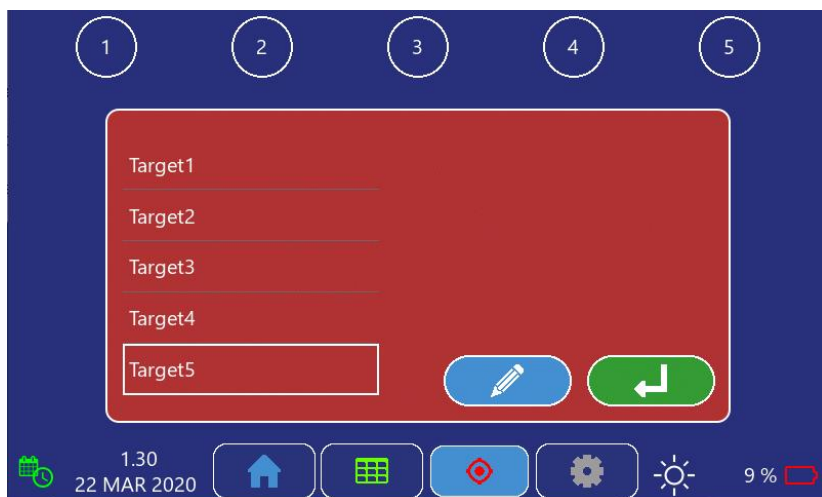 1 2 3 4 5
Target1
Target2
Target3
Target4
Target5
1.30
22 MAR 2020
9 %